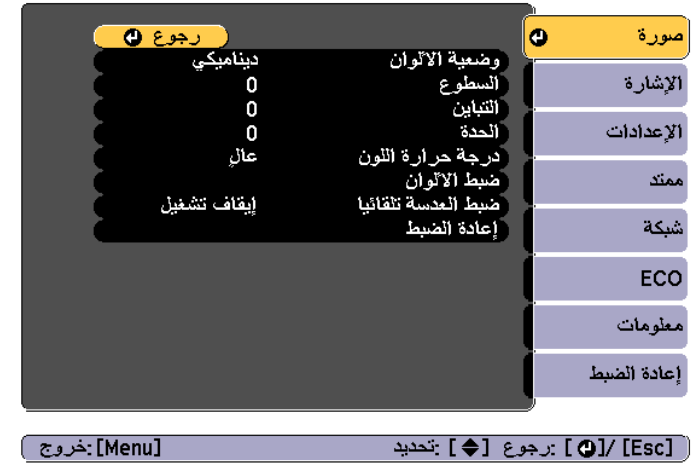 صورة
الإشارة
الإعدادات
ممتد
شبكة
ECO
معلومات
إعادة الضبط
رجوع
وضعية الألوان ديناميكي
السطوع 0
التباين 0
الحدة 0
درجة حرارة اللون عالٍ
ضبط الألوان
ضبط العدسة تلقائيا إيقاف تشغيل
إعادة الضبط
[Esc] /[ ] :رجوع [ ] :تحديد [Menu] :خروج